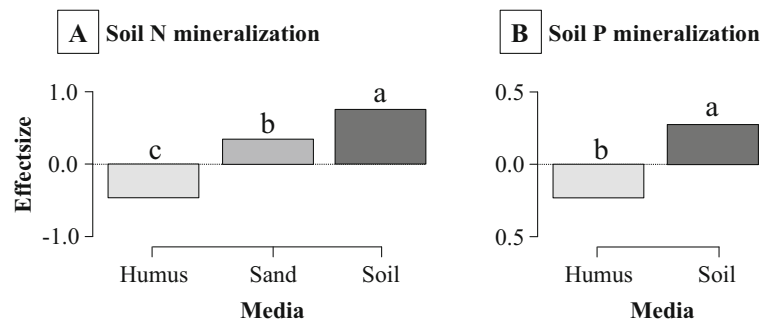 A Soil N mineralization
Effectsize
1.0
0.0
-1.0
c
b
a
Humus Sand Soil
Media
B Soil P mineralization
0.5
0.0
0.5
b
a
Humus Soil
Media